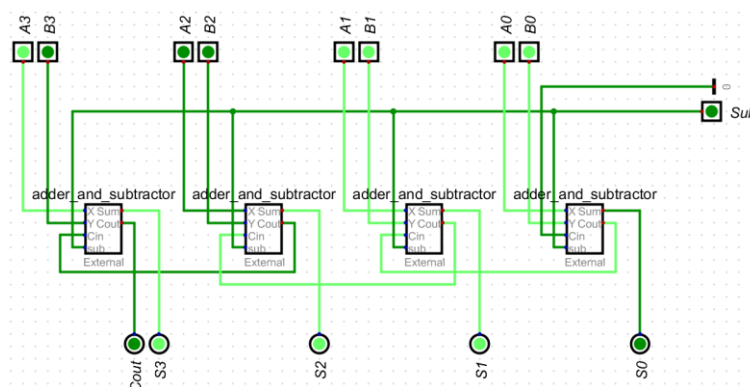 A3 B3 A2 B2 A1 B1 A0 B0
0
Sub
adder_and_subtractor adder_and_subtractor adder_and_subtractor adder_and_subtractor
X Sum X Sum X Sum X Sum
Y Cout Y Cout Y Cout Y Cout
Cin Cin Cin Cin
sub sub sub sub
External External External External
Cout S3 S2 S1 S0